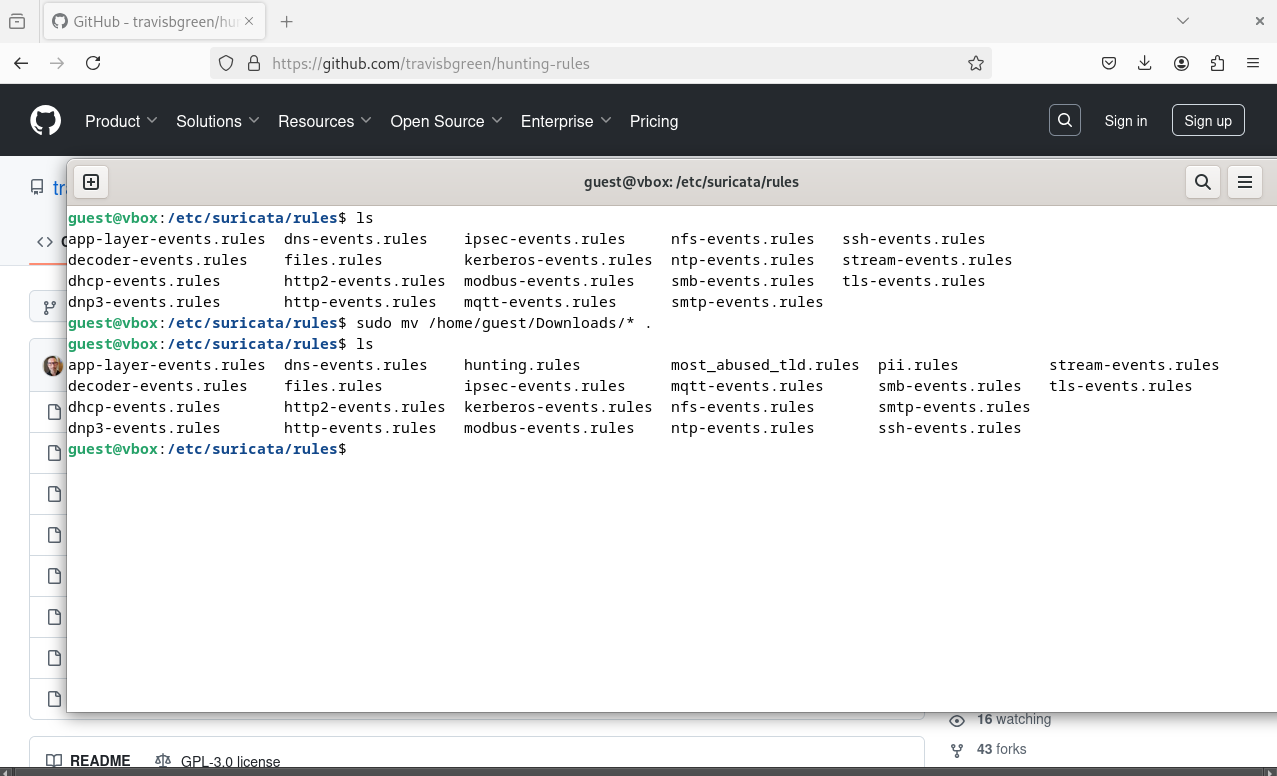 GitHub - travisbgreen/hu
https://github.com/travisbgreen/hunting-rules
Product Solutions Resources Open Source Enterprise Pricing Sign in Sign up
guest@vbox: /etc/suricata/rules
guest@vbox:/etc/suricata/rules$ ls
app-layer-events.rules dns-events.rules ipsec-events.rules nfs-events.rules ssh-events.rules
decoder-events.rules files.rules kerberos-events.rules ntp-events.rules stream-events.rules
dhcp-events.rules http2-events.rules modbus-events.rules smb-events.rules tls-events.rules
dnp3-events.rules http-events.rules mqtt-events.rules smtp-events.rules
guest@vbox:/etc/suricata/rules$ sudo mv /home/guest/Downloads/* .
guest@vbox:/etc/suricata/rules$ ls
app-layer-events.rules dns-events.rules hunting.rules most_abused_tld.rules pii.rules stream-events.rules
decoder-events.rules files.rules ipsec-events.rules mqtt-events.rules smb-events.rules tls-events.rules
dhcp-events.rules http2-events.rules kerberos-events.rules nfs-events.rules smtp-events.rules
dnp3-events.rules http-events.rules modbus-events.rules ntp-events.rules ssh-events.rules
guest@vbox:/etc/suricata/rules$
16 watching
43 forks
README GPL-3.0 license